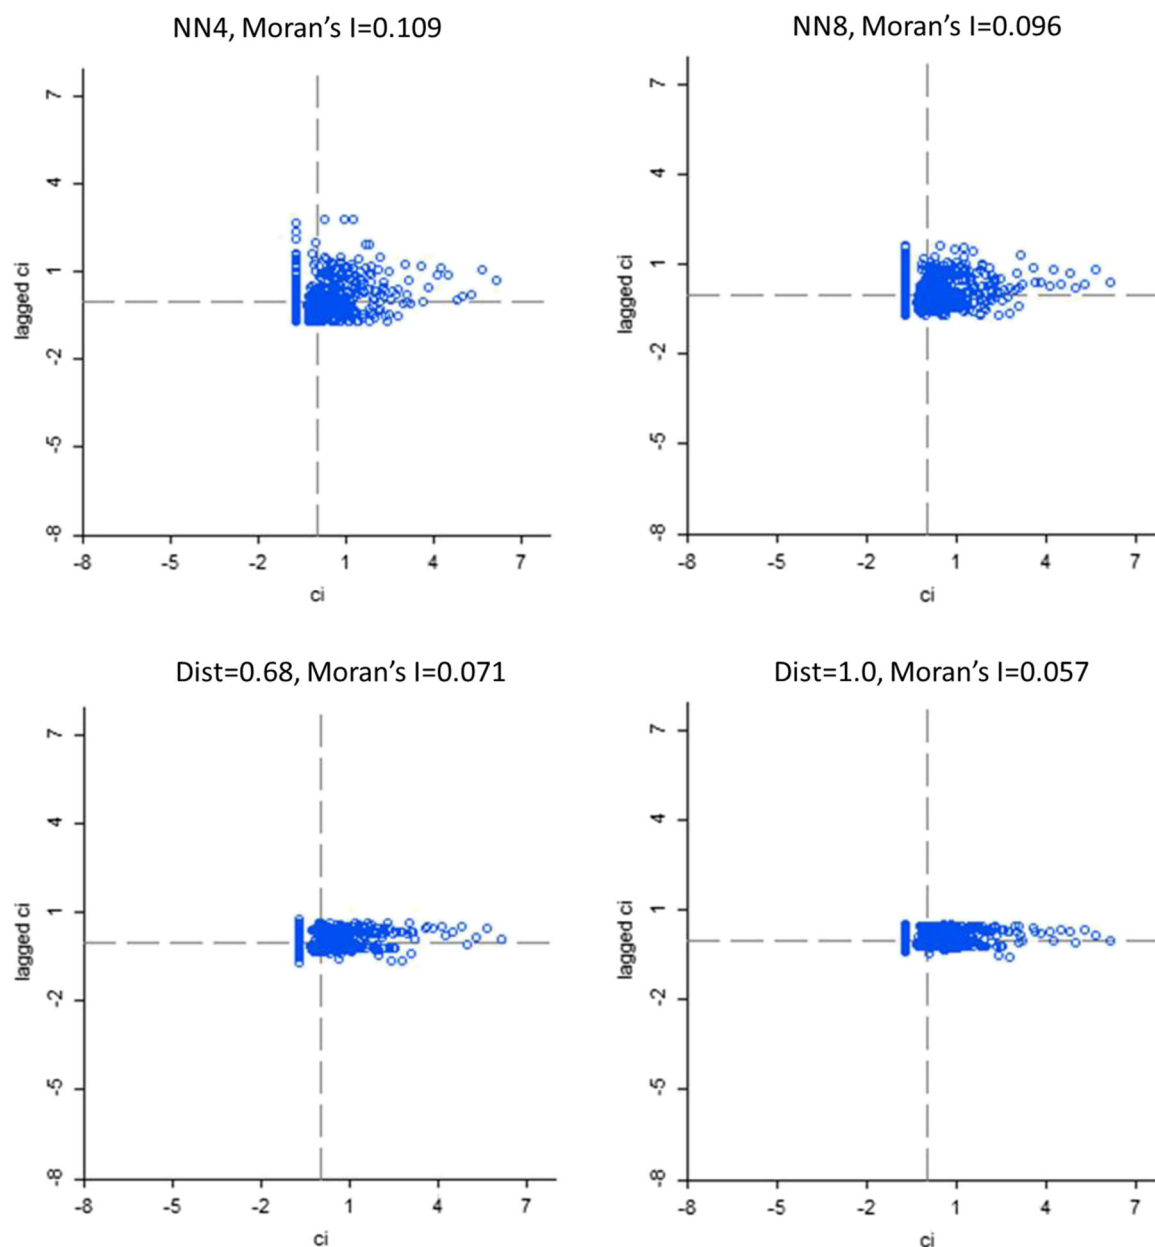 NN4, Moran’s I=0.109
7
4
1
-2
-5
-8
lagged ci
-8 -5 -2 1 4 7
ci
NN8, Moran’s I=0.096
7
4
1
-2
-5
-8
lagged ci
-8 -5 -2 1 4 7
ci
Dist=0.68, Moran’s I=0.071
7
4
1
-2
-5
-8
lagged ci
-8 -5 -2 1 4 7
ci
Dist=1.0, Moran’s I=0.057
7
4
1
-2
-5
-8
lagged ci
-8 -5 -2 1 4 7
ci